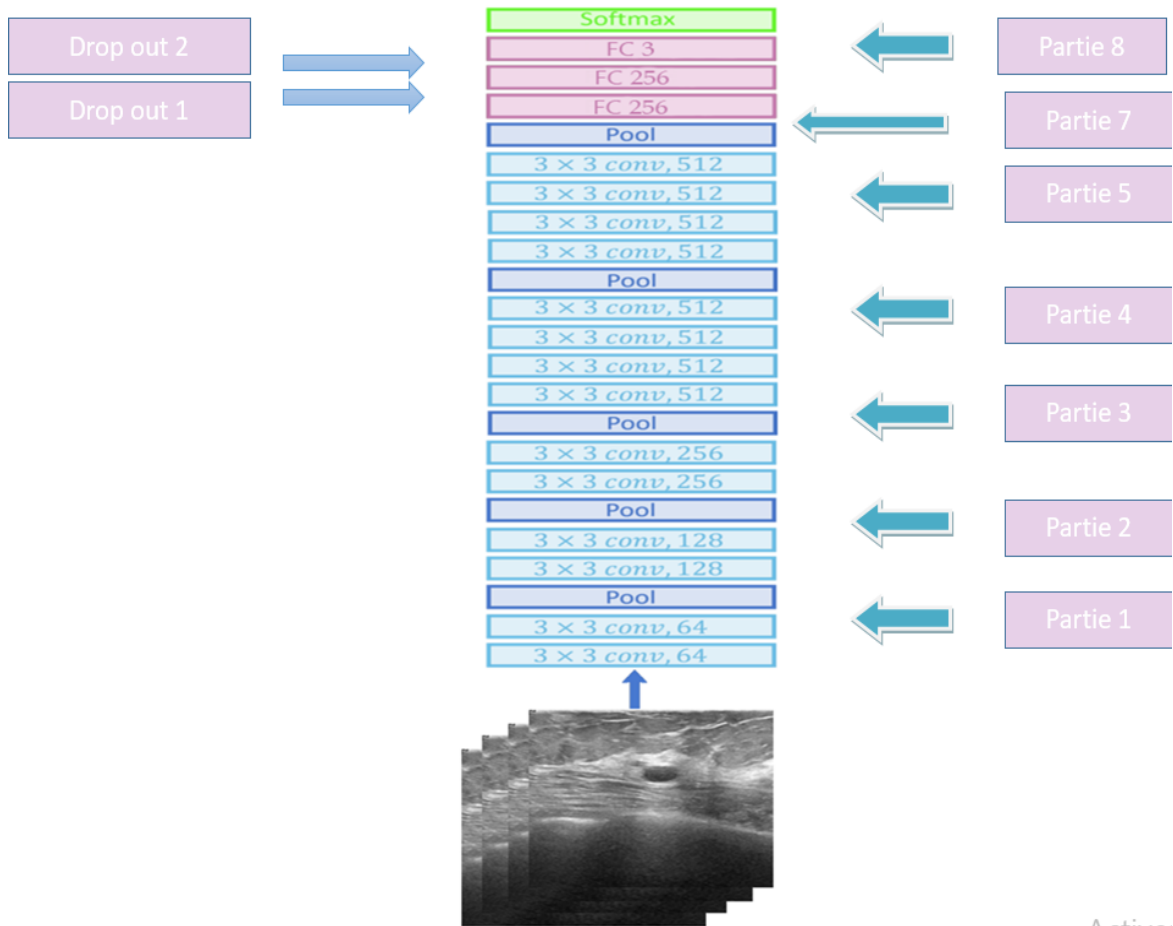 Drop out 2
Drop out 1
Softmax
FC 3
FC 256
FC 256
Pool
3 × 3 conv, 512
3 × 3 conv, 512
3 × 3 conv, 512
3 × 3 conv, 512
Pool
3 × 3 conv, 512
3 × 3 conv, 512
3 × 3 conv, 512
3 × 3 conv, 512
Pool
3 × 3 conv, 256
3 × 3 conv, 256
Pool
3 × 3 conv, 128
3 × 3 conv, 128
Pool
3 × 3 conv, 64
3 × 3 conv, 64
Partie 8
Partie 7
Partie 5
Partie 4
Partie 3
Partie 2
Partie 1